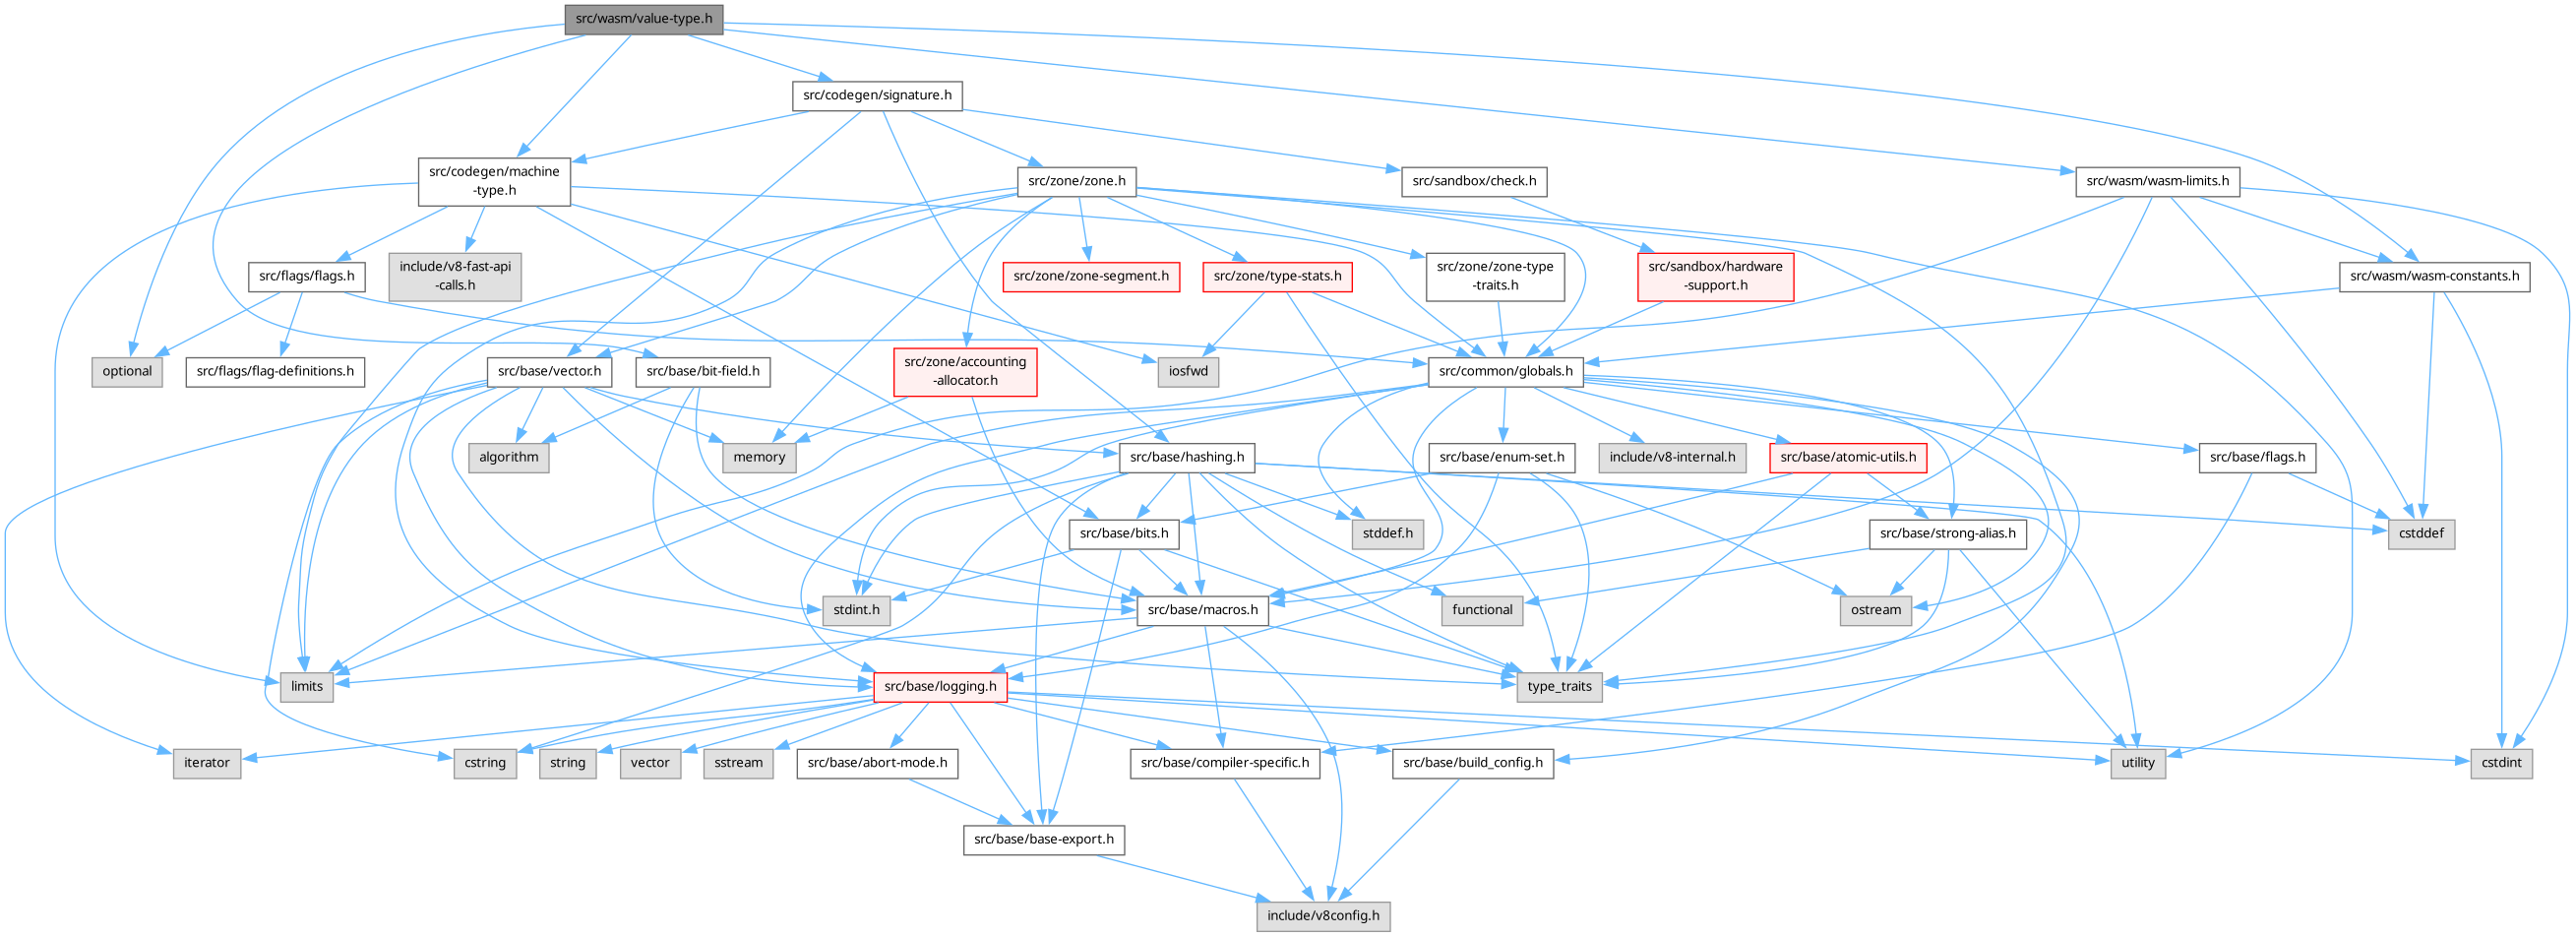 src/wasm/value-type.h
src/codegen/signature.h
src/codegen/machine
-type.h
src/zone/zone.h
src/sandbox/check.h
src/wasm/wasm-limits.h
src/flags/flags.h
include/v8-fast-api
-calls.h
src/zone/zone-segment.h
src/zone/type-stats.h
src/zone/zone-type
-traits.h
src/sandbox/hardware
-support.h
src/wasm/wasm-constants.h
optional
src/flags/flag-definitions.h
src/base/vector.h
src/base/bit-field.h
src/zone/accounting
-allocator.h
iosfwd
src/common/globals.h
algorithm
memory
src/base/hashing.h
src/base/enum-set.h
include/v8-internal.h
src/base/atomic-utils.h
src/base/flags.h
src/base/bits.h
stddef.h
src/base/strong-alias.h
cstddef
stdint.h
src/base/macros.h
functional
ostream
limits
src/base/logging.h
type_traits
iterator
cstring
string
vector
sstream
src/base/abort-mode.h
src/base/compiler-specific.h
src/base/build_config.h
utility
cstdint
src/base/base-export.h
include/v8config.h